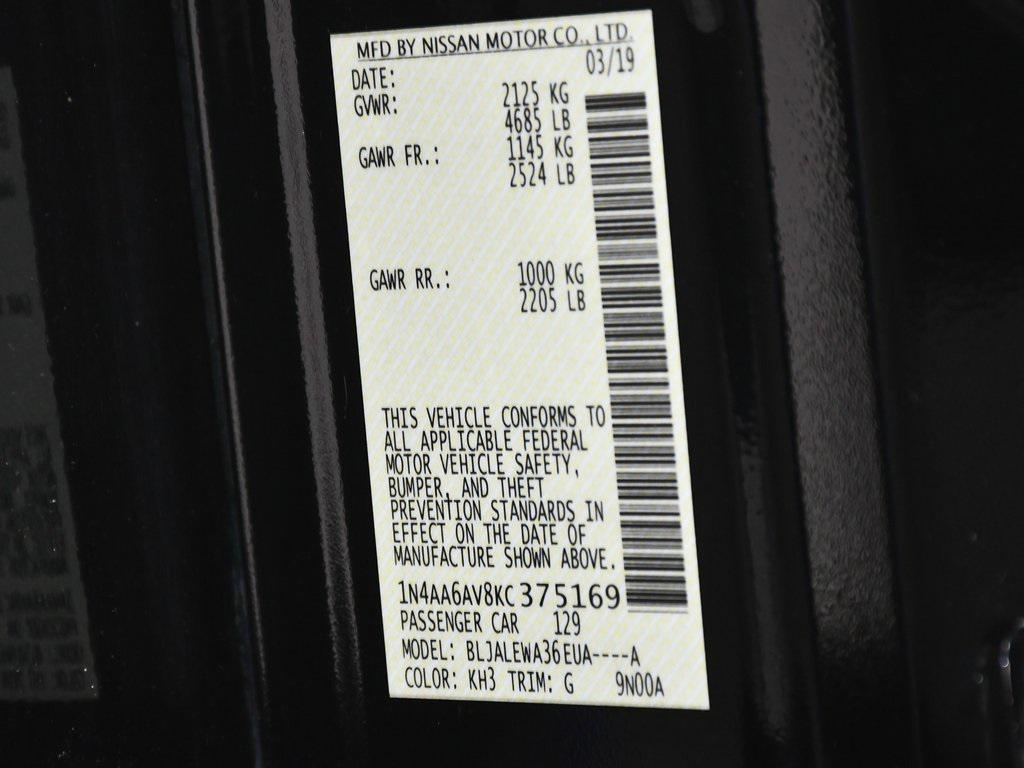 MFD BY NISSAN MOTOR CO., LTD.
DATE: 03/19
GVWR: 2125 KG
4685 LB
GAWR FR.: 1145 KG
2524 LB
GAWR RR.: 1000 KG
2205 LB
THIS VEHICLE CONFORMS TO
ALL APPLICABLE FEDERAL
MOTOR VEHICLE SAFETY,
BUMPER, AND THEFT
PREVENTION STANDARDS IN
EFFECT ON THE DATE OF
MANUFACTURE SHOWN ABOVE.
1N4AA6AV8KC375169
PASSENGER CAR 129
MODEL: BLJALEWA36EUA----A
COLOR: KH3 TRIM: G 9N00A